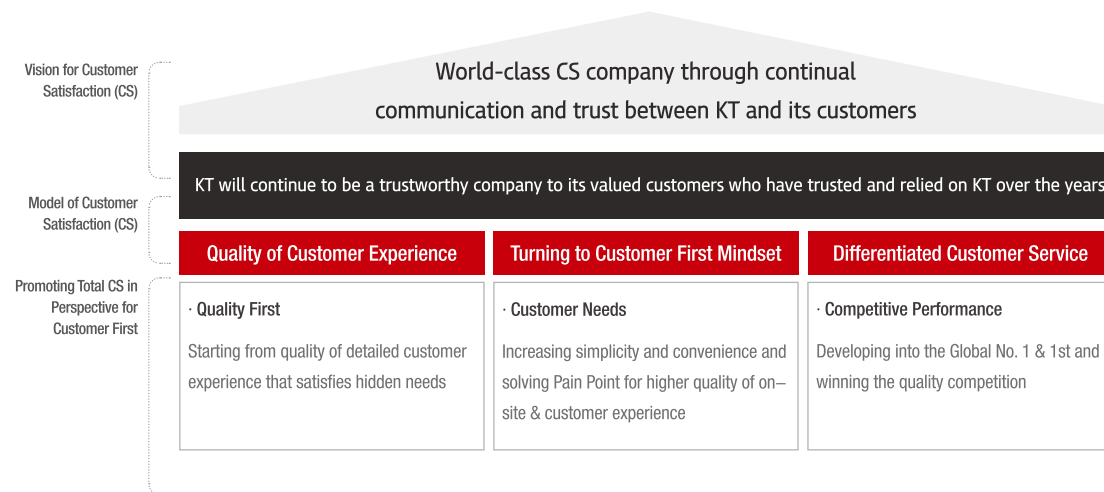 Vision for Customer
Satisfaction (CS)
World-class CS company through continual
communication and trust between KT and its customers
KT will continue to be a trustworthy company to its valued customers who have trusted and relied on KT over the years
Model of Customer
Satisfaction (CS)
Quality of Customer Experience
Turning to Customer First Mindset
Differentiated Customer Service
Promoting Total CS in
Perspective for
Customer First
· Quality First
Starting from quality of detailed customer
experience that satisfies hidden needs
· Customer Needs
Increasing simplicity and convenience and
solving Pain Point for higher quality of on–
site & customer experience
· Competitive Performance
Developing into the Global No. 1 & 1st and
winning the quality competition